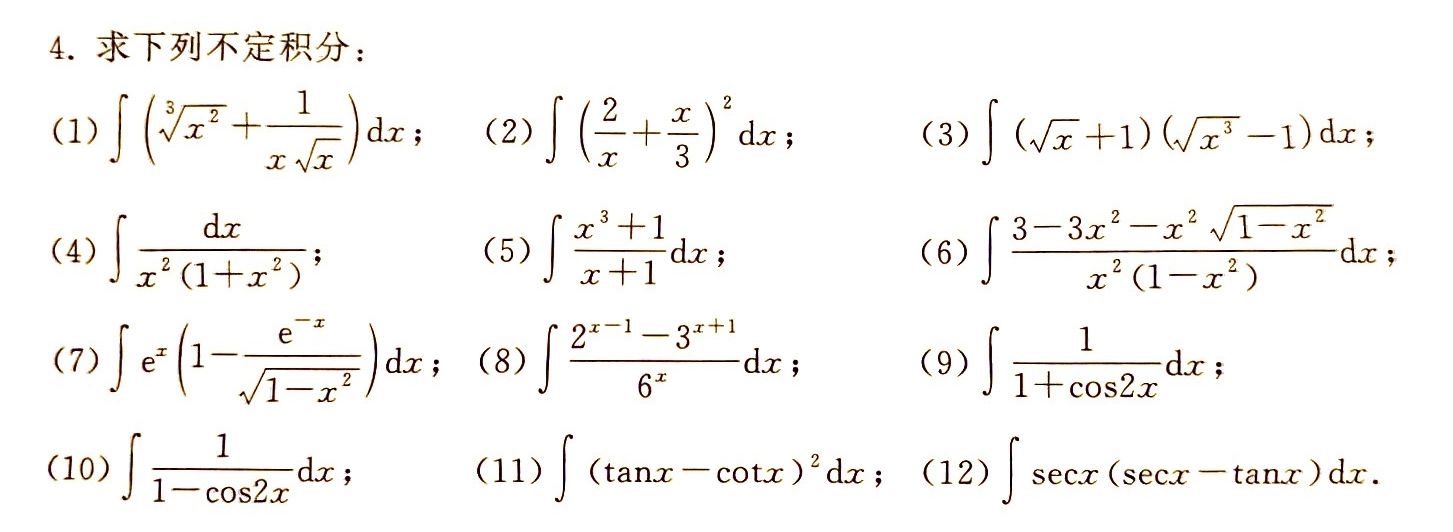 4. 求下列不定积分：
(1) ∫(∛(x²)+1/(x√x))dx； (2) ∫(2/x+x/3)²dx； (3) ∫(√x+1)(√(x³)−1)dx；
(4) ∫dx/(x²(1+x²))； (5) ∫(x³+1)/(x+1)dx； (6) ∫(3−3x²−x²√(1−x²))/(x²(1−x²))dx；
(7) ∫eˣ(1−e⁻ˣ/√(1−x²))dx； (8) ∫(2ˣ⁻¹−3ˣ⁺¹)/6ˣdx； (9) ∫1/(1+cos2x)dx；
(10) ∫1/(1−cos2x)dx； (11) ∫(tanx−cotx)²dx； (12) ∫secx(secx−tanx)dx.